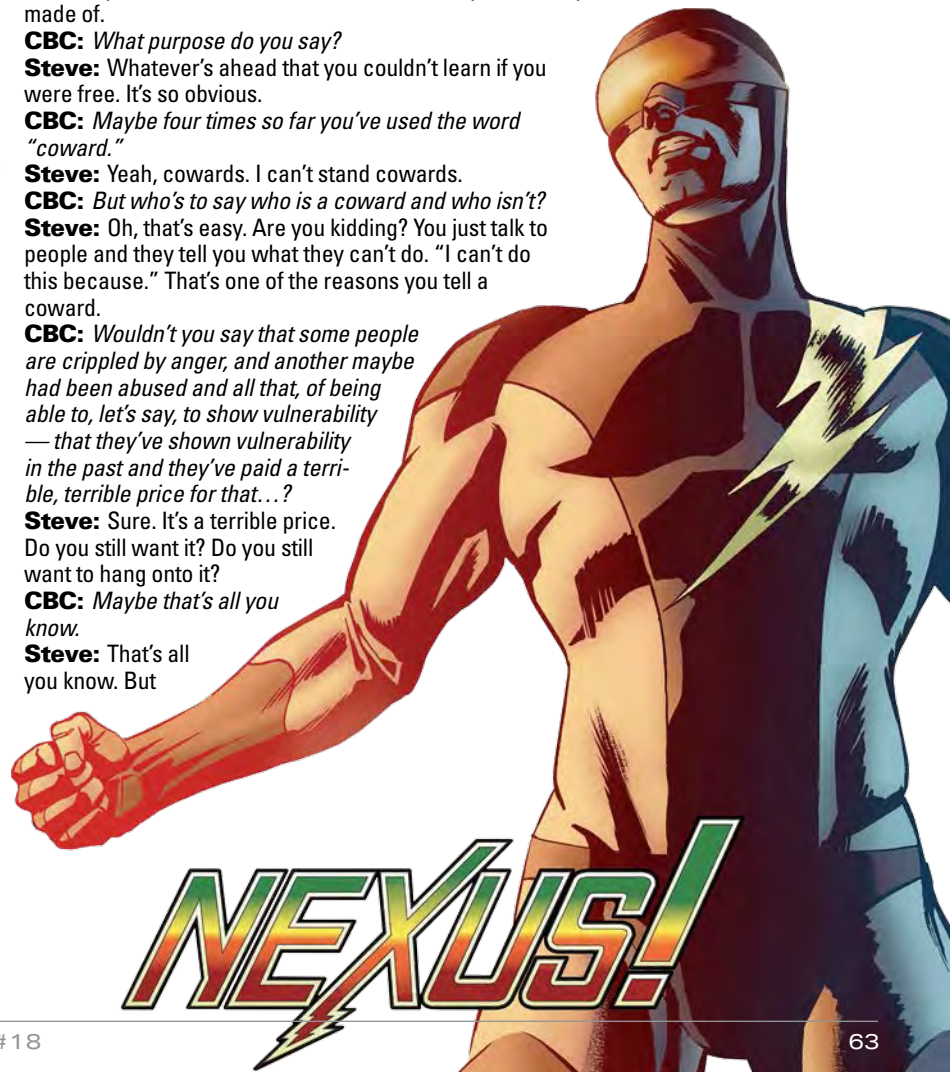 made of.
CBC: What purpose do you say?
Steve: Whatever's ahead that you couldn't learn if you
were free. It's so obvious.
CBC: Maybe four times so far you've used the word
"coward."
Steve: Yeah, cowards. I can't stand cowards.
CBC: But who's to say who is a coward and who isn't?
Steve: Oh, that's easy. Are you kidding? You just talk to
people and they tell you what they can't do. "I can't do
this because." That's one of the reasons you tell a
coward.
CBC: Wouldn't you say that some people
are crippled by anger, and another maybe
had been abused and all that, of being
able to, let's say, to show vulnerability
— that they've shown vulnerability
in the past and they've paid a terri-
ble, terrible price for that…?
Steve: Sure. It's a terrible price.
Do you still want it? Do you still
want to hang onto it?
CBC: Maybe that's all you
know.
Steve: That's all
you know. But
NEXUS!
#18
63